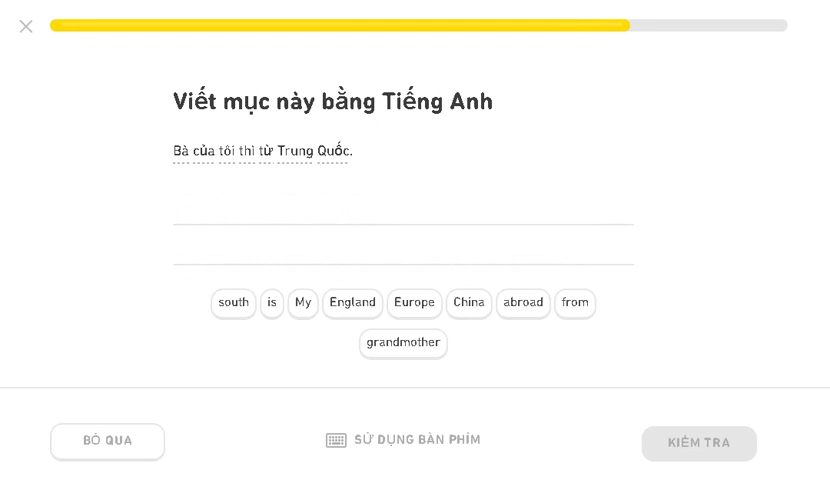 Viết mục này bằng Tiếng Anh
Bà của tôi thì từ Trung Quốc.
south is My England Europe China abroad from
grandmother
BỎ QUA SỬ DỤNG BÀN PHÍM KIỂM TRA